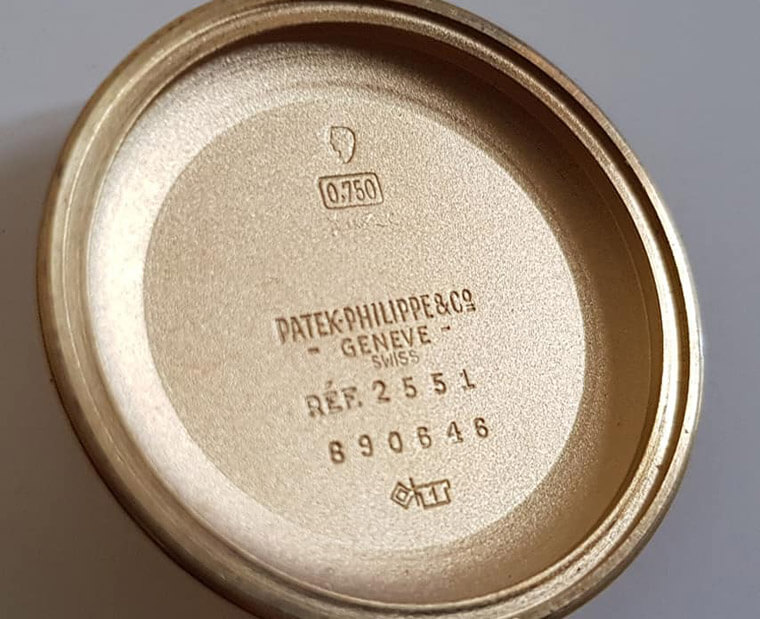 0,750
PATEK·PHILIPPE&Cº
- GENEVE -
SWISS
RÉF. 2551
690646